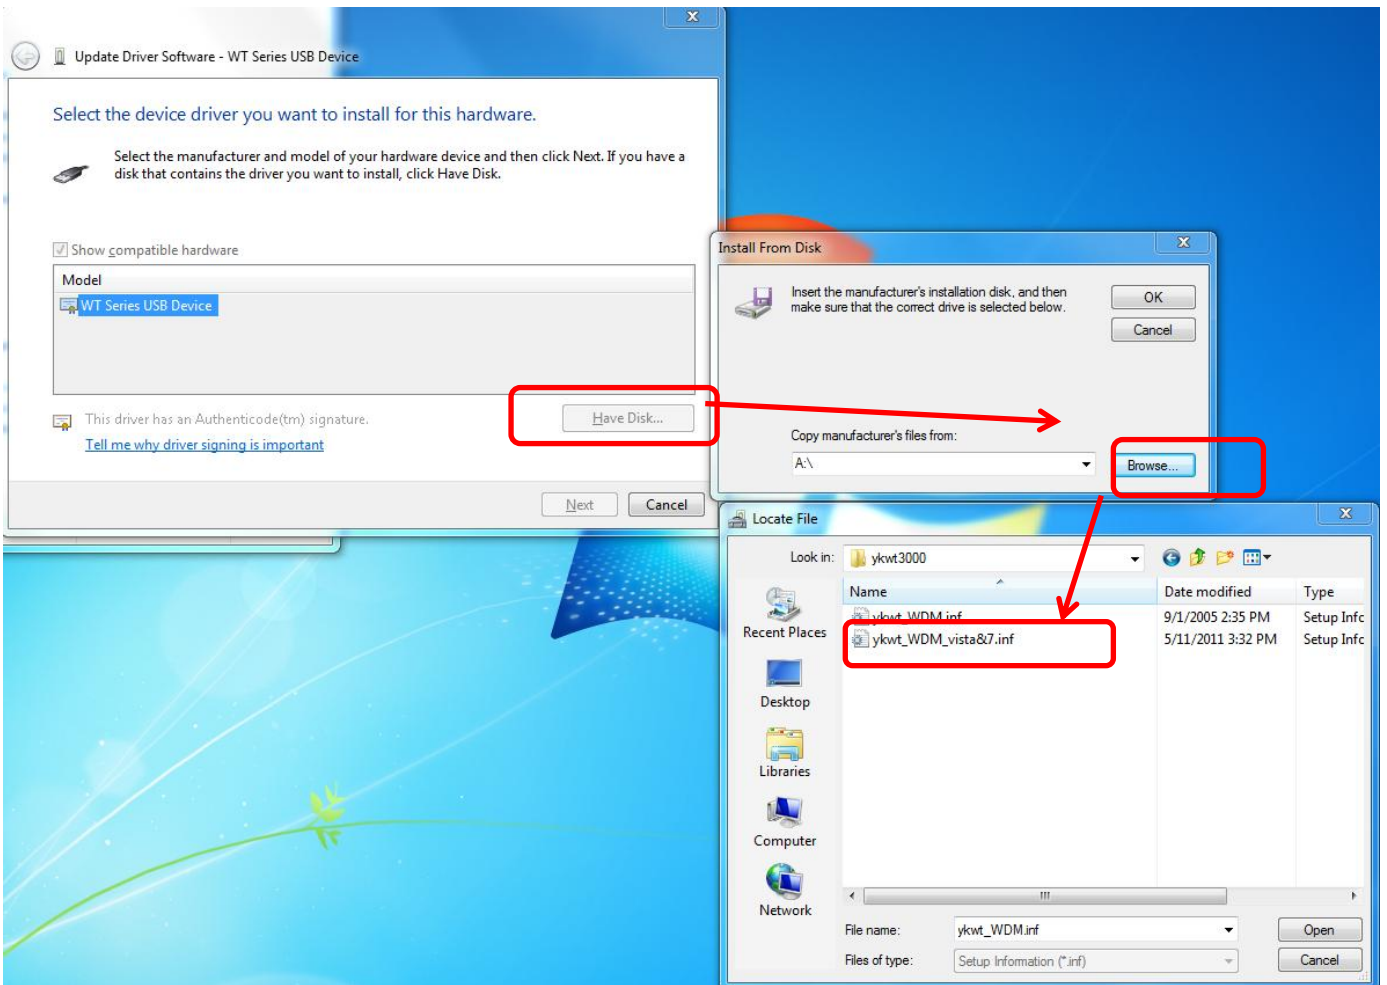 Update Driver Software - WT Series USB Device
Select the device driver you want to install for this hardware.
Select the manufacturer and model of your hardware device and then click Next. If you have a
disk that contains the driver you want to install, click Have Disk.
Show compatible hardware
Model
WT Series USB Device
This driver has an Authenticode(tm) signature.
Have Disk...
Tell me why driver signing is important
Next
Cancel
Install From Disk
Insert the manufacturer's installation disk, and then
make sure that the correct drive is selected below.
OK
Cancel
Copy manufacturer's files from:
A:\
Browse...
Locate File
Look in:
ykwt3000
Name
Date modified
Type
ykwt_WDM.inf
9/1/2005 2:35 PM
Setup Infc
ykwt_WDM_vista&7.inf
5/11/2011 3:32 PM
Setup Infc
Recent Places
Desktop
Libraries
Computer
Network
File name:
ykwt_WDM.inf
Open
Files of type:
Setup Information (*.inf)
Cancel